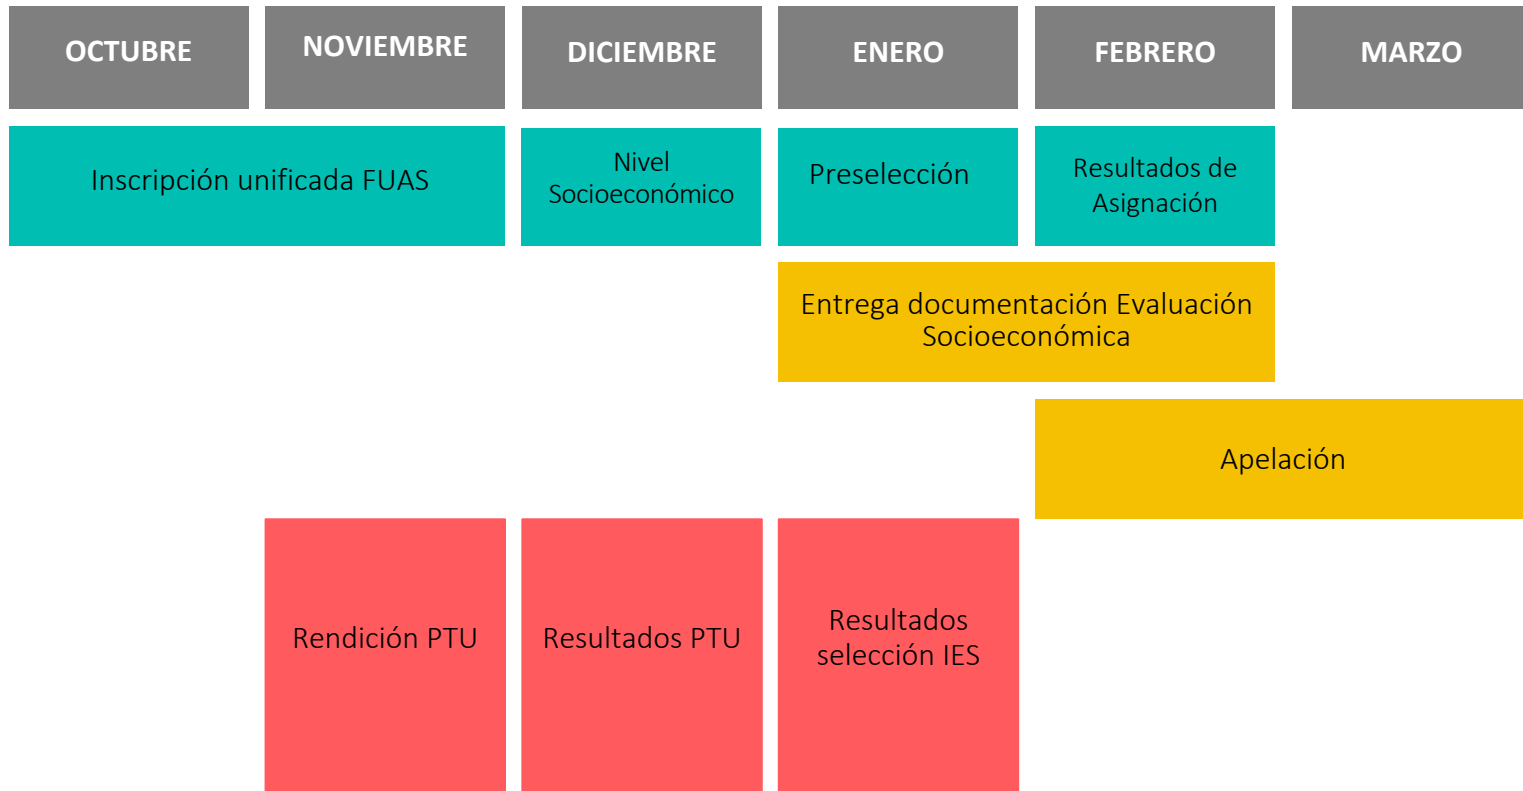 OCTUBRE
NOVIEMBRE
DICIEMBRE
ENERO
FEBRERO
MARZO
Inscripción unificada FUAS
Nivel
Socioeconómico
Preselección
Resultados de
Asignación
Entrega documentación Evaluación
Socioeconómica
Apelación
Rendición PTU
Resultados PTU
Resultados
selección IES